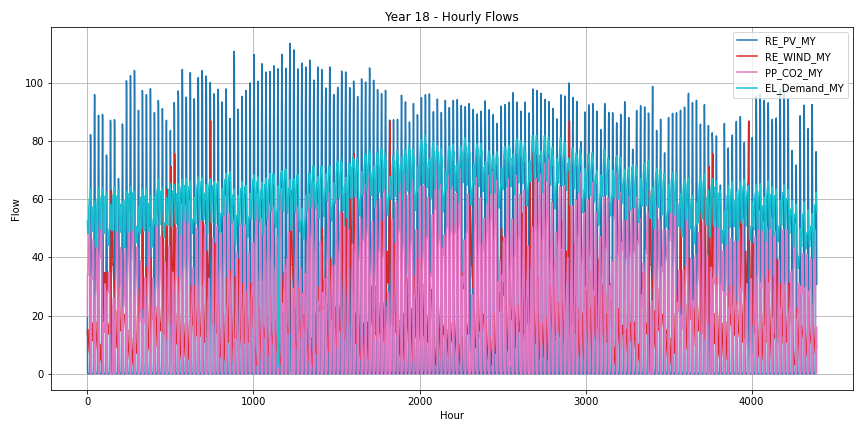 Year 18 - Hourly Flows
RE_PV_MY
RE_WIND_MY
PP_CO2_MY
EL_Demand_MY
100
80
60
40
20
0
Flow
0 1000 2000 3000 4000
Hour